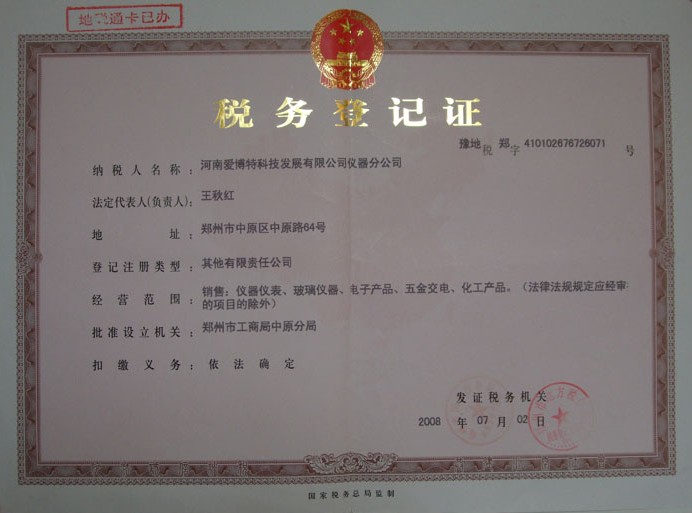 地税通卡已办
税务登记证
豫地税 郑字 410102676726071 号
纳税人名称：河南爱博特科技发展有限公司仪器分公司
法定代表人(负责人)：王秋红
地址：郑州市中原区中原路64号
登记注册类型：其他有限责任公司
经营范围：销售：仪器仪表、玻璃仪器、电子产品、五金交电、化工产品。（法律法规规定应经审
的项目的除外）
批准设立机关：郑州市工商局中原分局
扣缴义务：依法确定
发证税务机关
2008 年 07 月 02 日
国家税务总局监制